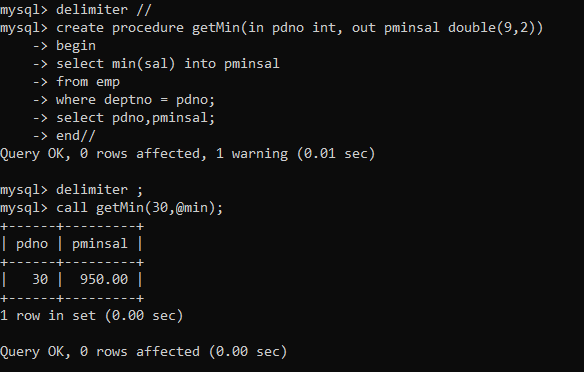 mysql> delimiter //
mysql> create procedure getMin(in pdno int, out pminsal double(9,2))
    -> begin
    -> select min(sal) into pminsal
    -> from emp
    -> where deptno = pdno;
    -> select pdno,pminsal;
    -> end//
Query OK, 0 rows affected, 1 warning (0.01 sec)

mysql> delimiter ;
mysql> call getMin(30,@min);
+------+---------+
| pdno | pminsal |
+------+---------+
|   30 |  950.00 |
+------+---------+
1 row in set (0.00 sec)

Query OK, 0 rows affected (0.00 sec)